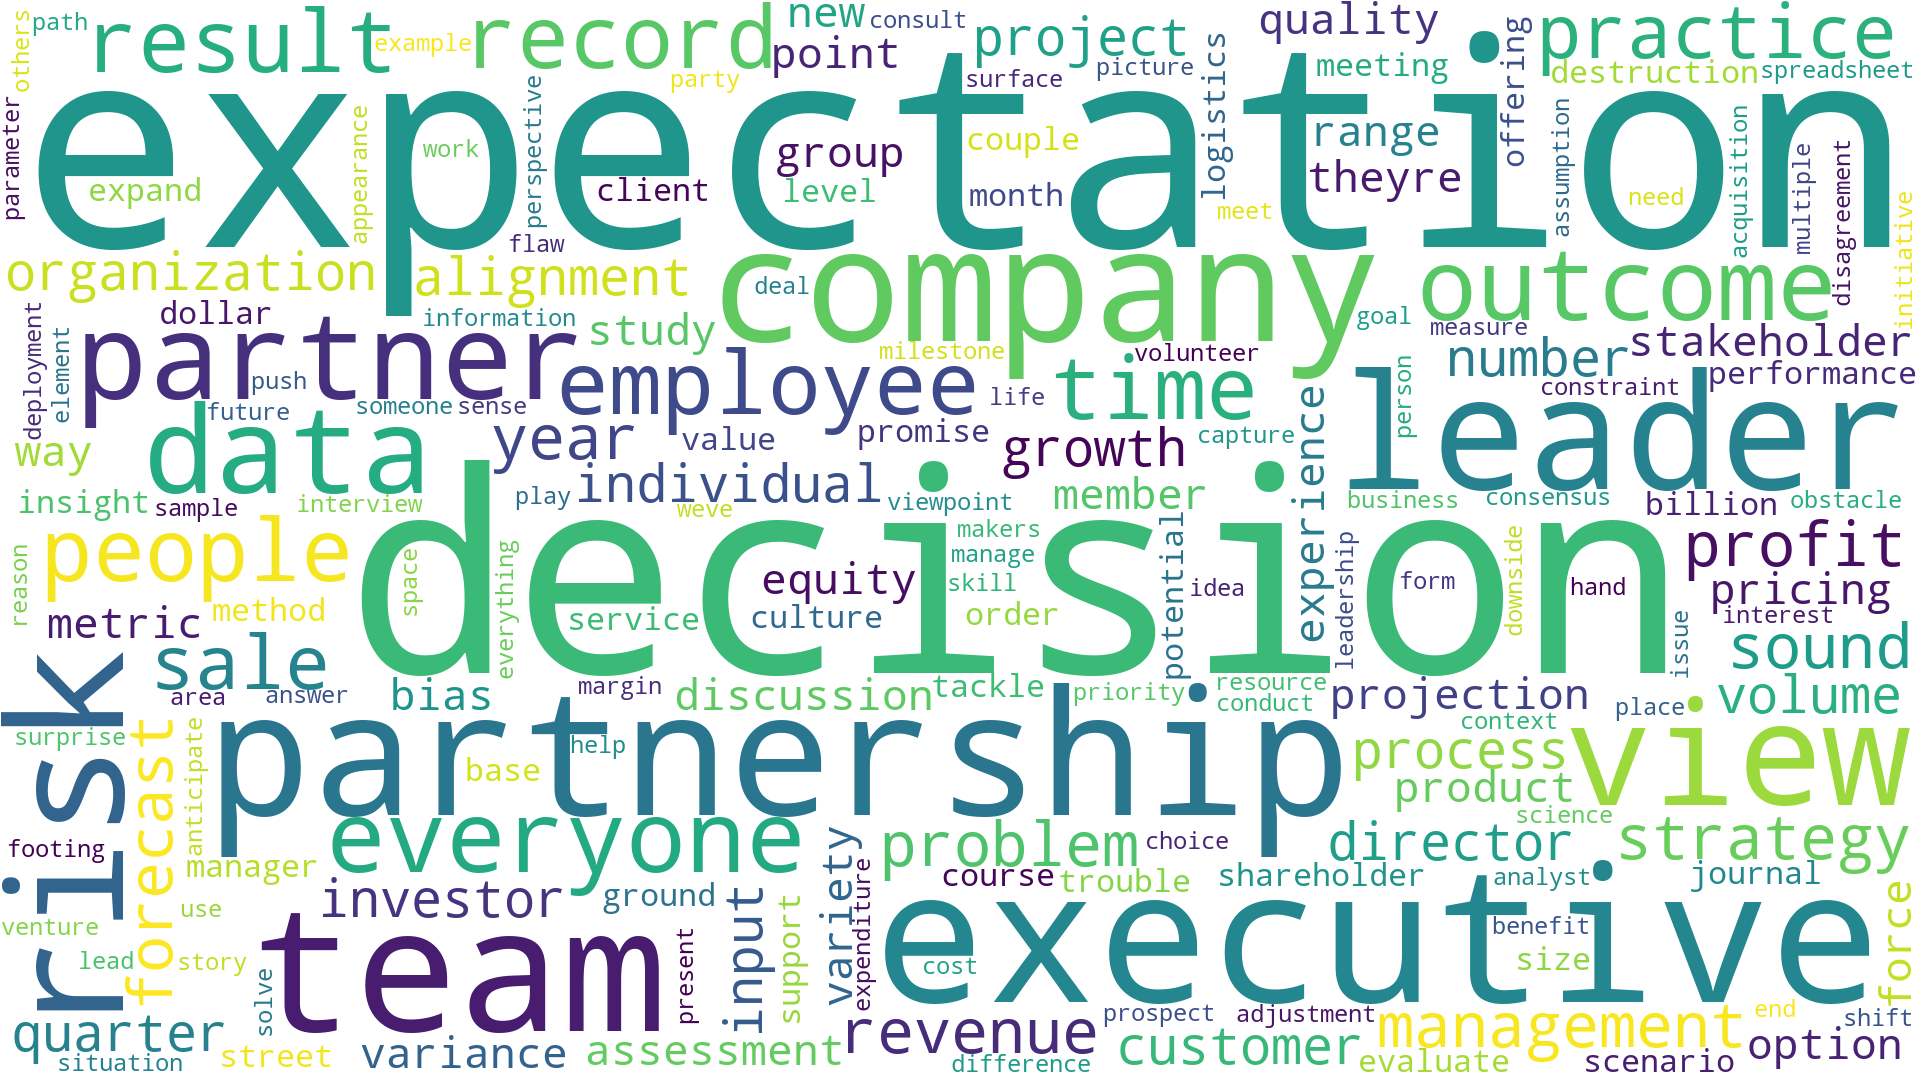 others
path
result
example
record
new
consult
point
project
quality
practice
party
surface
picture
logistics
meeting
offering
destruction
spreadsheet
expectation
parameter
appearance
perspective
work
expand
client
group
level
couple
month
range
theyre
meet
assumption
need
acquisition
multiple
disagreement
initiative
flaw
organization
alignment
company
deal
outcome
dollar
information
study
goal
measure
stakeholder
deployment
element
partner
push
future
someone
sense
employee
milestone
life
volunteer
time
number
constraint
performance
person
leader
way
data
year
value
promise
growth
capture
experience
insight
sample
interview
play
individual
weve
viewpoint
member
business
consensus
billion
obstacle
reason
people
decision
space
everything
makers
manage
skill
equity
order
potential
idea
leadership
form
downside
hand
profit
pricing
interest
metric
method
service
culture
issue
sound
risk
sale
area
answer
bias
margin
discussion
tackle
priority
resource
conduct
projection
context
place
volume
surprise
forecast
anticipate
partnership
help
base
process
product
view
science
footing
manager
everyone
problem
choice
director
strategy
venture
use
investor
ground
variety
expenditure
course
trouble
shareholder
analyst
journal
lead
story
solve
team
present
input
support
executive
cost
benefit
size
force
quarter
situation
street
variance
assessment
revenue
prospect
adjustment
difference
customer
management
evaluate
end
scenario
option
shift